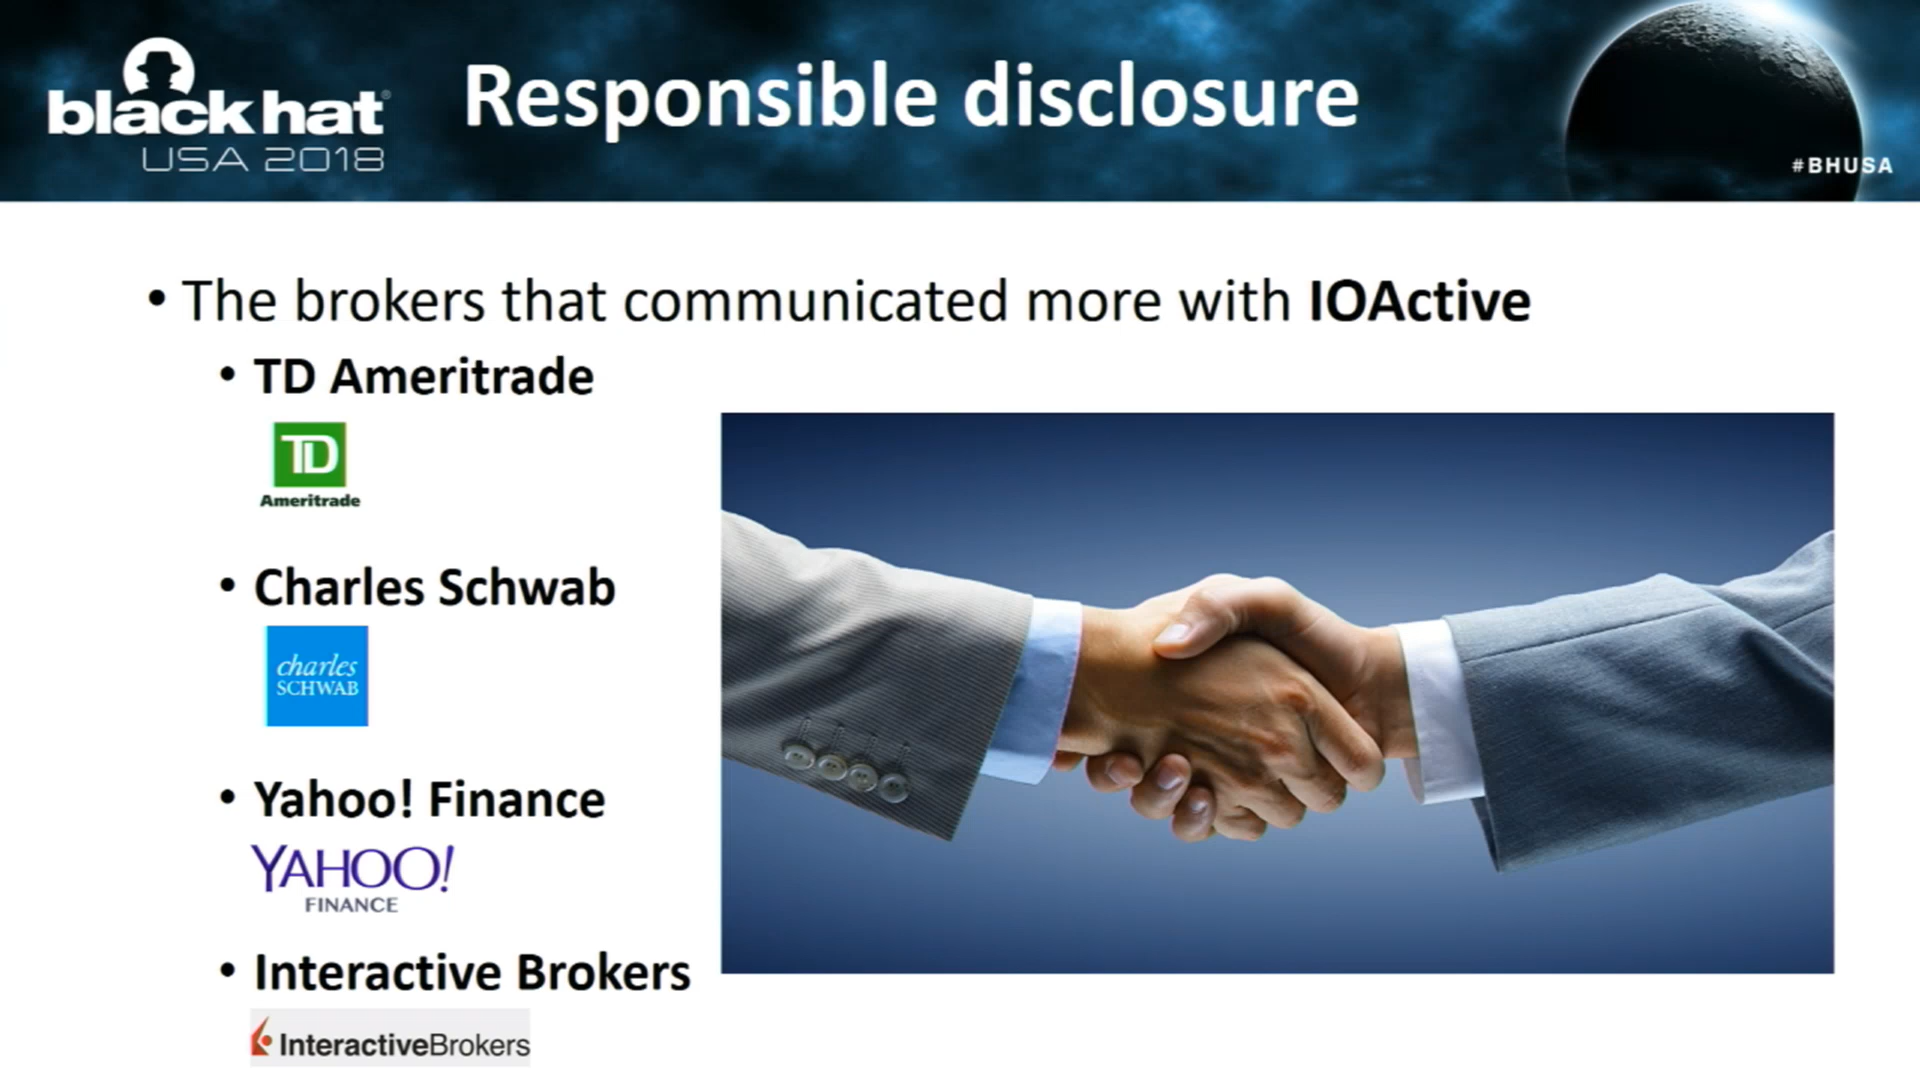 black hat®
USA 2018
Responsible disclosure
#BHUSA
• The brokers that communicated more with IOActive
• TD Ameritrade
TD
Ameritrade
• Charles Schwab
charles
SCHWAB
• Yahoo! Finance
YAHOO!
FINANCE
• Interactive Brokers
InteractiveBrokers